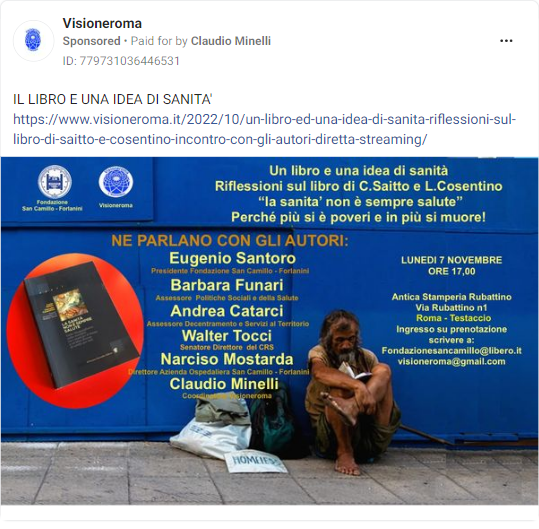 Visioneroma
Sponsored • Paid for by Claudio Minelli
ID: 779731036446531
IL LIBRO E UNA IDEA DI SANITA'
https://www.visioneroma.it/2022/10/un-libro-ed-una-idea-di-sanita-riflessioni-sul-
libro-di-saitto-e-cosentino-incontro-con-gli-autori-diretta-streaming/
Fondazione
San Camillo - Forlanini
Visioneroma
Un libro e una idea di sanità
Riflessioni sul libro di C.Saitto e L.Cosentino
“la sanita’ non è sempre salute”
Perché più si è poveri e in più si muore!
NE PARLANO CON GLI AUTORI:
Eugenio Santoro
Presidente Fondazione San Camillo - Forlanini
Barbara Funari
Assessore Politiche Sociali e della Salute
Andrea Catarci
Assessore Decentramento e Servizi al Territorio
Walter Tocci
Senatore Direttore del CRS
Narciso Mostarda
Direttore Azienda Ospedaliera San Camillo - Forlanini
Claudio Minelli
Coordinatore Visioneroma
LUNEDI 7 NOVEMBRE
ORE 17,00
Antica Stamperia Rubattino
Via Rubattino n1
Roma - Testaccio
Ingresso su prenotazione
scrivere a:
Fondazionesancamillo@libero.it
visioneroma@gmail.com
LA SANITÀ
NON È SEMPRE
SALUTE
HOMELESS